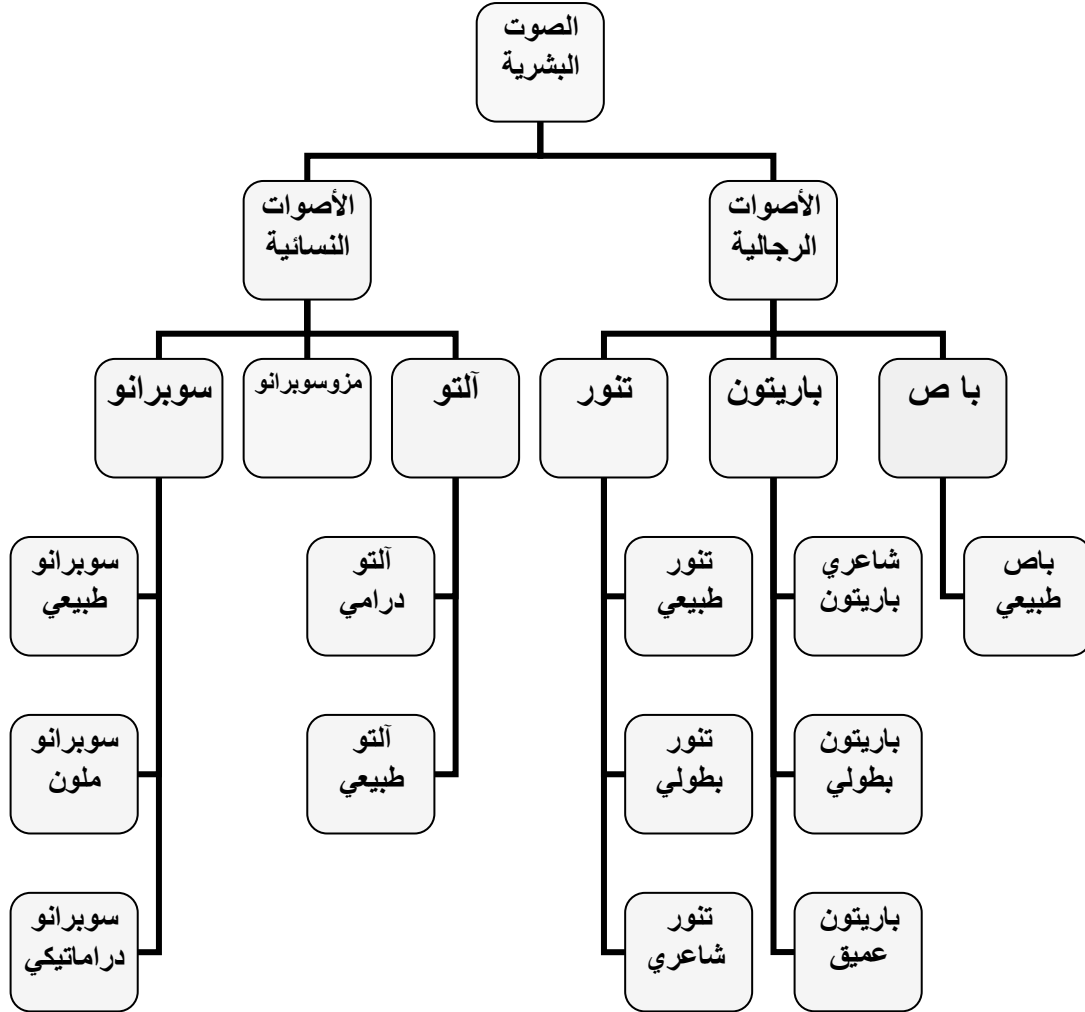 الصوت
البشرية
الأصوات
الرجالية
الأصوات
النسائية
با ص
باريتون
تنور
آلتو
مزوسوبرانو
سوبرانو
باص
طبيعي
شاعري
باريتون
تنور
طبيعي
آلتو
درامي
سوبرانو
طبيعي
باريتون
بطولي
تنور
بطولي
آلتو
طبيعي
سوبرانو
ملون
باريتون
عميق
تنور
شاعري
سوبرانو
دراماتيكي